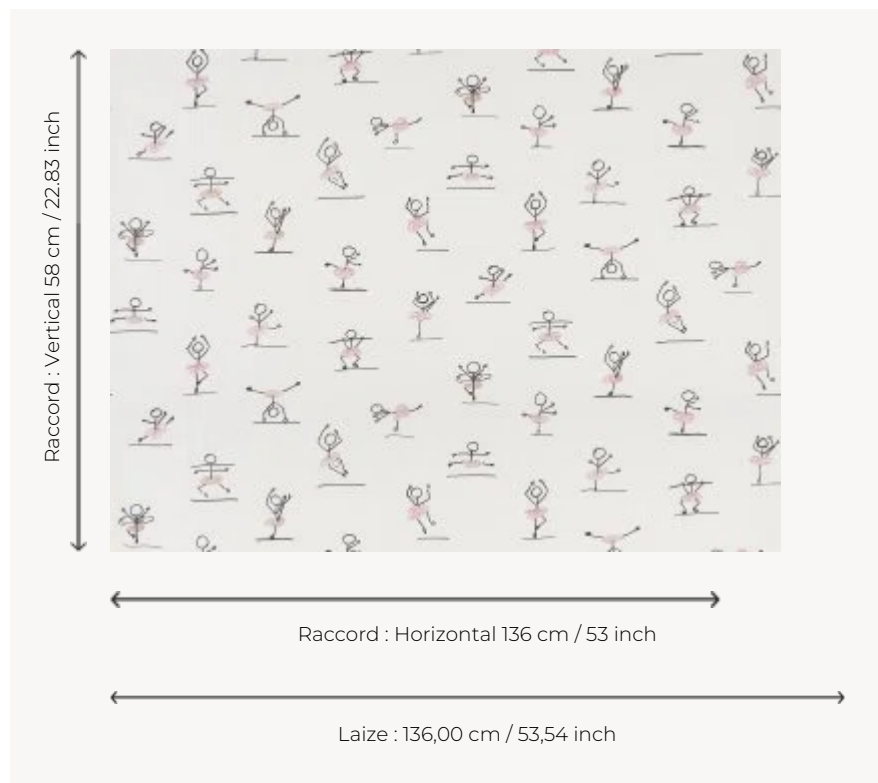 Raccord : Vertical 58 cm / 22.83 inch
Raccord : Horizontal 136 cm / 53 inch
Laize : 136,00 cm / 53,54 inch